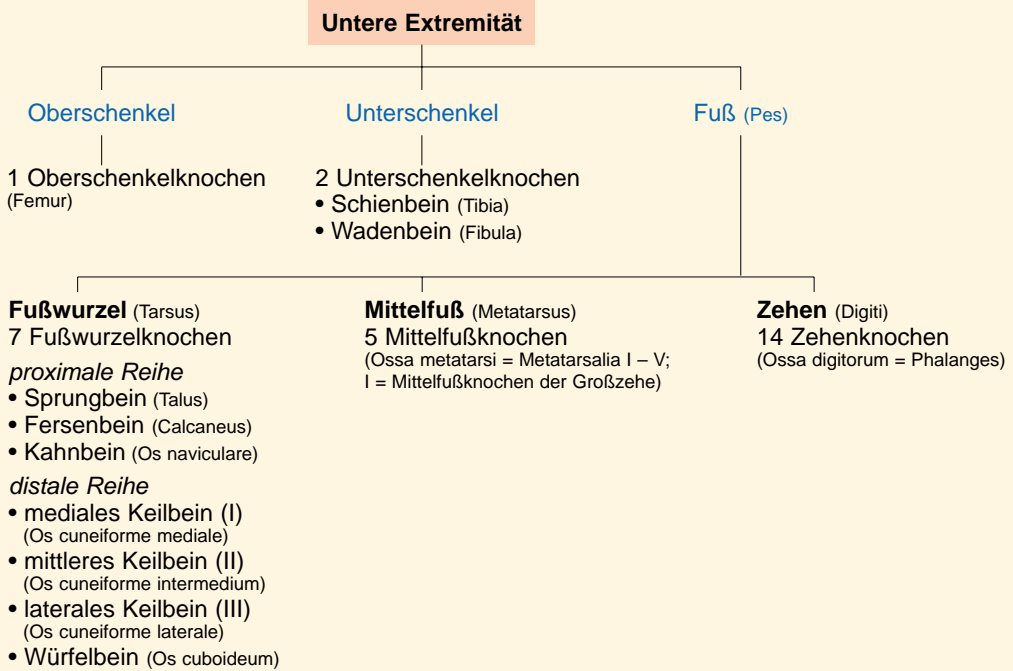 Untere Extremität
Oberschenkel
Unterschenkel
Fuß (Pes)
1 Oberschenkelknochen
(Femur)
2 Unterschenkelknochen
• Schienbein (Tibia)
• Wadenbein (Fibula)
Fußwurzel (Tarsus)
7 Fußwurzelknochen
proximale Reihe
• Sprungbein (Talus)
• Fersenbein (Calcaneus)
• Kahnbein (Os naviculare)
distale Reihe
• mediales Keilbein (I)
(Os cuneiforme mediale)
• mittleres Keilbein (II)
(Os cuneiforme intermedium)
• laterales Keilbein (III)
(Os cuneiforme laterale)
• Würfelbein (Os cuboideum)
Mittelfuß (Metatarsus)
5 Mittelfußknochen
(Ossa metatarsi = Metatarsalia I – V;
I = Mittelfußknochen der Großzehe)
Zehen (Digiti)
14 Zehenknochen
(Ossa digitorum = Phalanges)